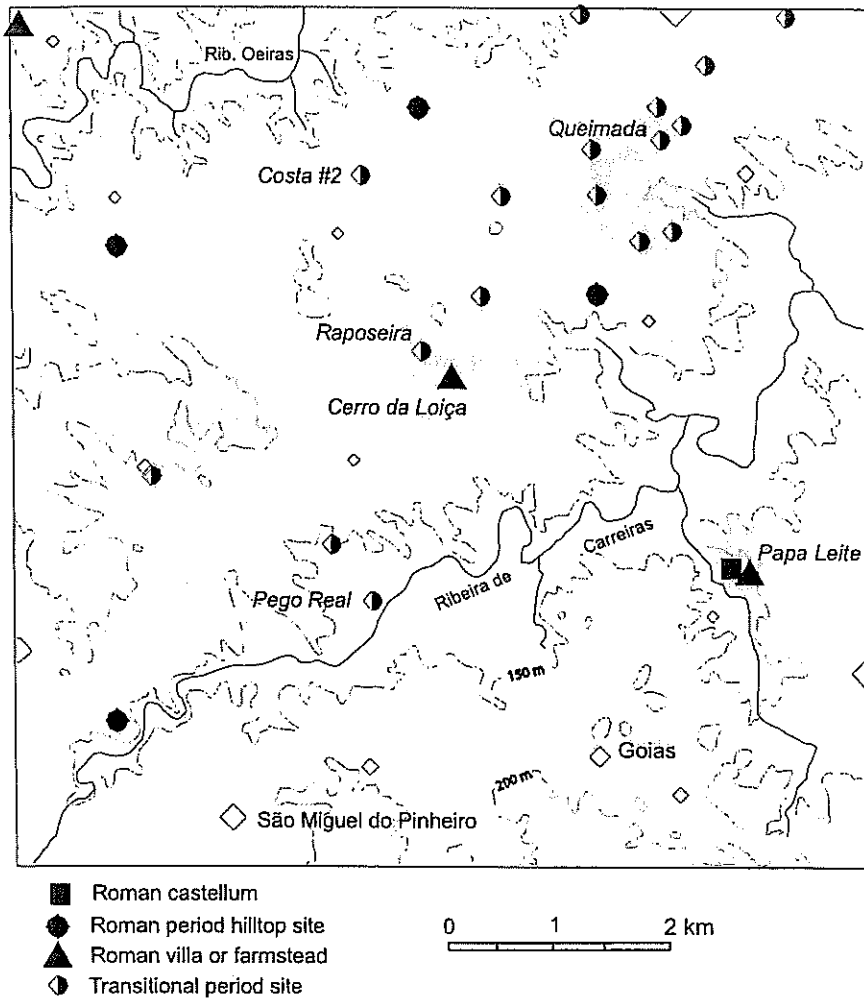 Rib. Oeiras
Queimada
Costa #2
Raposeira
Cerro da Loiça
Carreiras
Papa Leite
Ribeira de
Pego Real
150 m
Goias
200 m
São Miguel do Pinheiro
Roman castellum
Roman period hilltop site
Roman villa or farmstead
Transitional period site
0 1 2 km